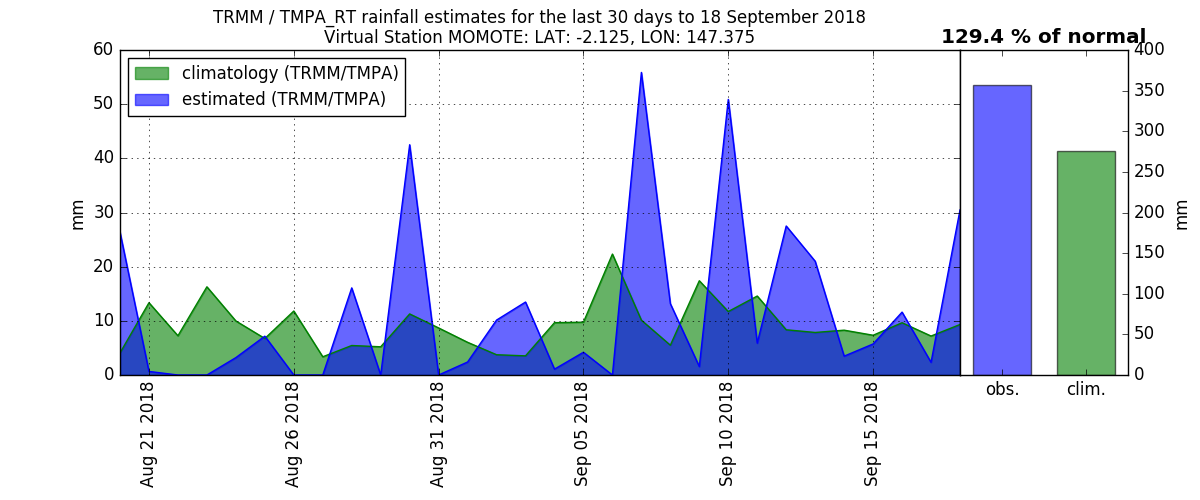 TRMM / TMPA_RT rainfall estimates for the last 30 days to 18 September 2018
Virtual Station MOMOTE: LAT: -2.125, LON: 147.375
129.4 % of normal
climatology (TRMM/TMPA)
estimated (TRMM/TMPA)
60
50
40
30
20
10
0
mm
Aug 21 2018
Aug 26 2018
Aug 31 2018
Sep 05 2018
Sep 10 2018
Sep 15 2018
obs.
clim.
400
350
300
250
200
150
100
50
0
mm